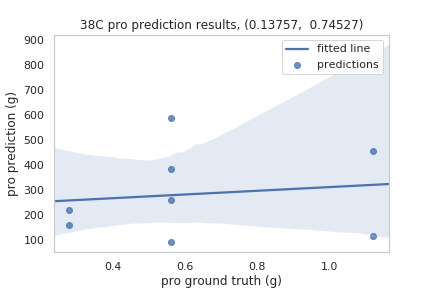 38C pro prediction results, (0.13757,  0.74527)
fitted line
predictions
900
800
700
600
500
400
300
200
100
pro prediction (g)
0.4 0.6 0.8 1.0
pro ground truth (g)